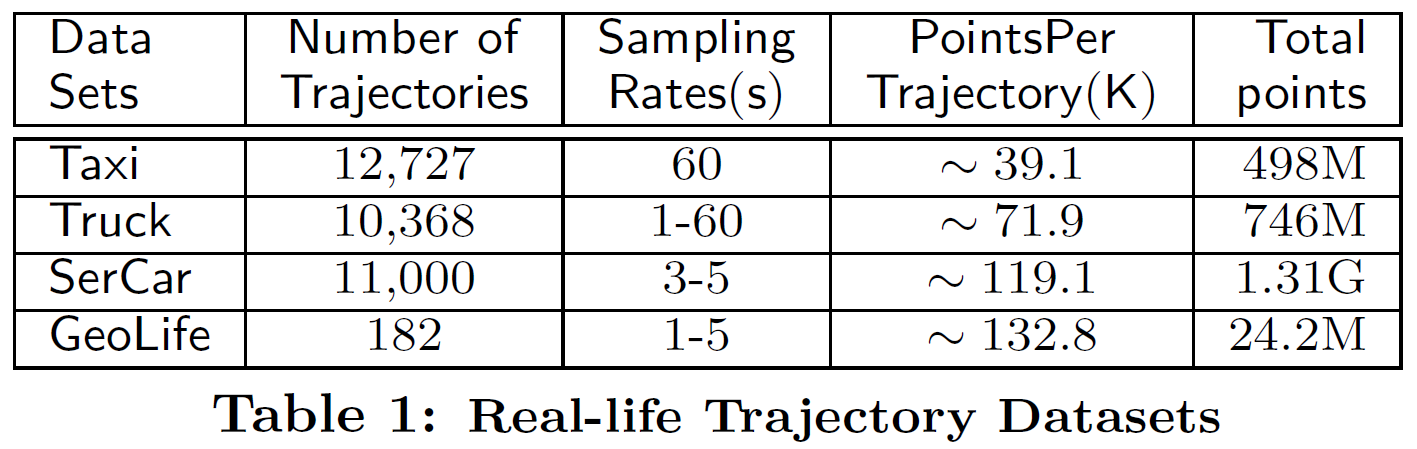 Data Sets | Number of Trajectories | Sampling Rates(s) | PointsPer Trajectory(K) | Total points
Taxi | 12,727 | 60 | ∼ 39.1 | 498M
Truck | 10,368 | 1-60 | ∼ 71.9 | 746M
SerCar | 11,000 | 3-5 | ∼ 119.1 | 1.31G
GeoLife | 182 | 1-5 | ∼ 132.8 | 24.2M
Table 1: Real-life Trajectory Datasets